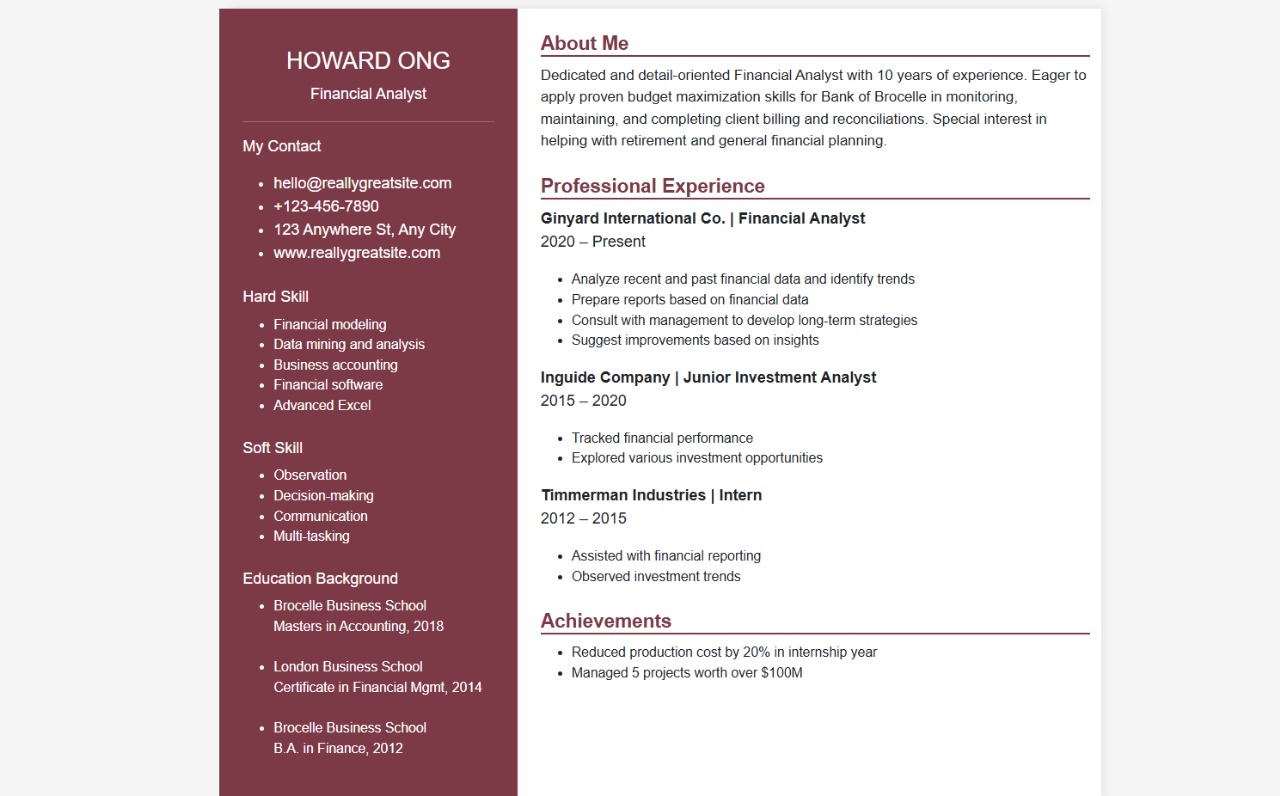 HOWARD ONG
Financial Analyst
My Contact
hello@reallygreatsite.com
+123-456-7890
123 Anywhere St, Any City
www.reallygreatsite.com
Hard Skill
Financial modeling
Data mining and analysis
Business accounting
Financial software
Advanced Excel
Soft Skill
Observation
Decision-making
Communication
Multi-tasking
Education Background
Brocelle Business School
Masters in Accounting, 2018
London Business School
Certificate in Financial Mgmt, 2014
Brocelle Business School
B.A. in Finance, 2012
About Me
Dedicated and detail-oriented Financial Analyst with 10 years of experience. Eager to
apply proven budget maximization skills for Bank of Brocelle in monitoring,
maintaining, and completing client billing and reconciliations. Special interest in
helping with retirement and general financial planning.
Professional Experience
Ginyard International Co. | Financial Analyst
2020 – Present
Analyze recent and past financial data and identify trends
Prepare reports based on financial data
Consult with management to develop long-term strategies
Suggest improvements based on insights
Inguide Company | Junior Investment Analyst
2015 – 2020
Tracked financial performance
Explored various investment opportunities
Timmerman Industries | Intern
2012 – 2015
Assisted with financial reporting
Observed investment trends
Achievements
Reduced production cost by 20% in internship year
Managed 5 projects worth over $100M